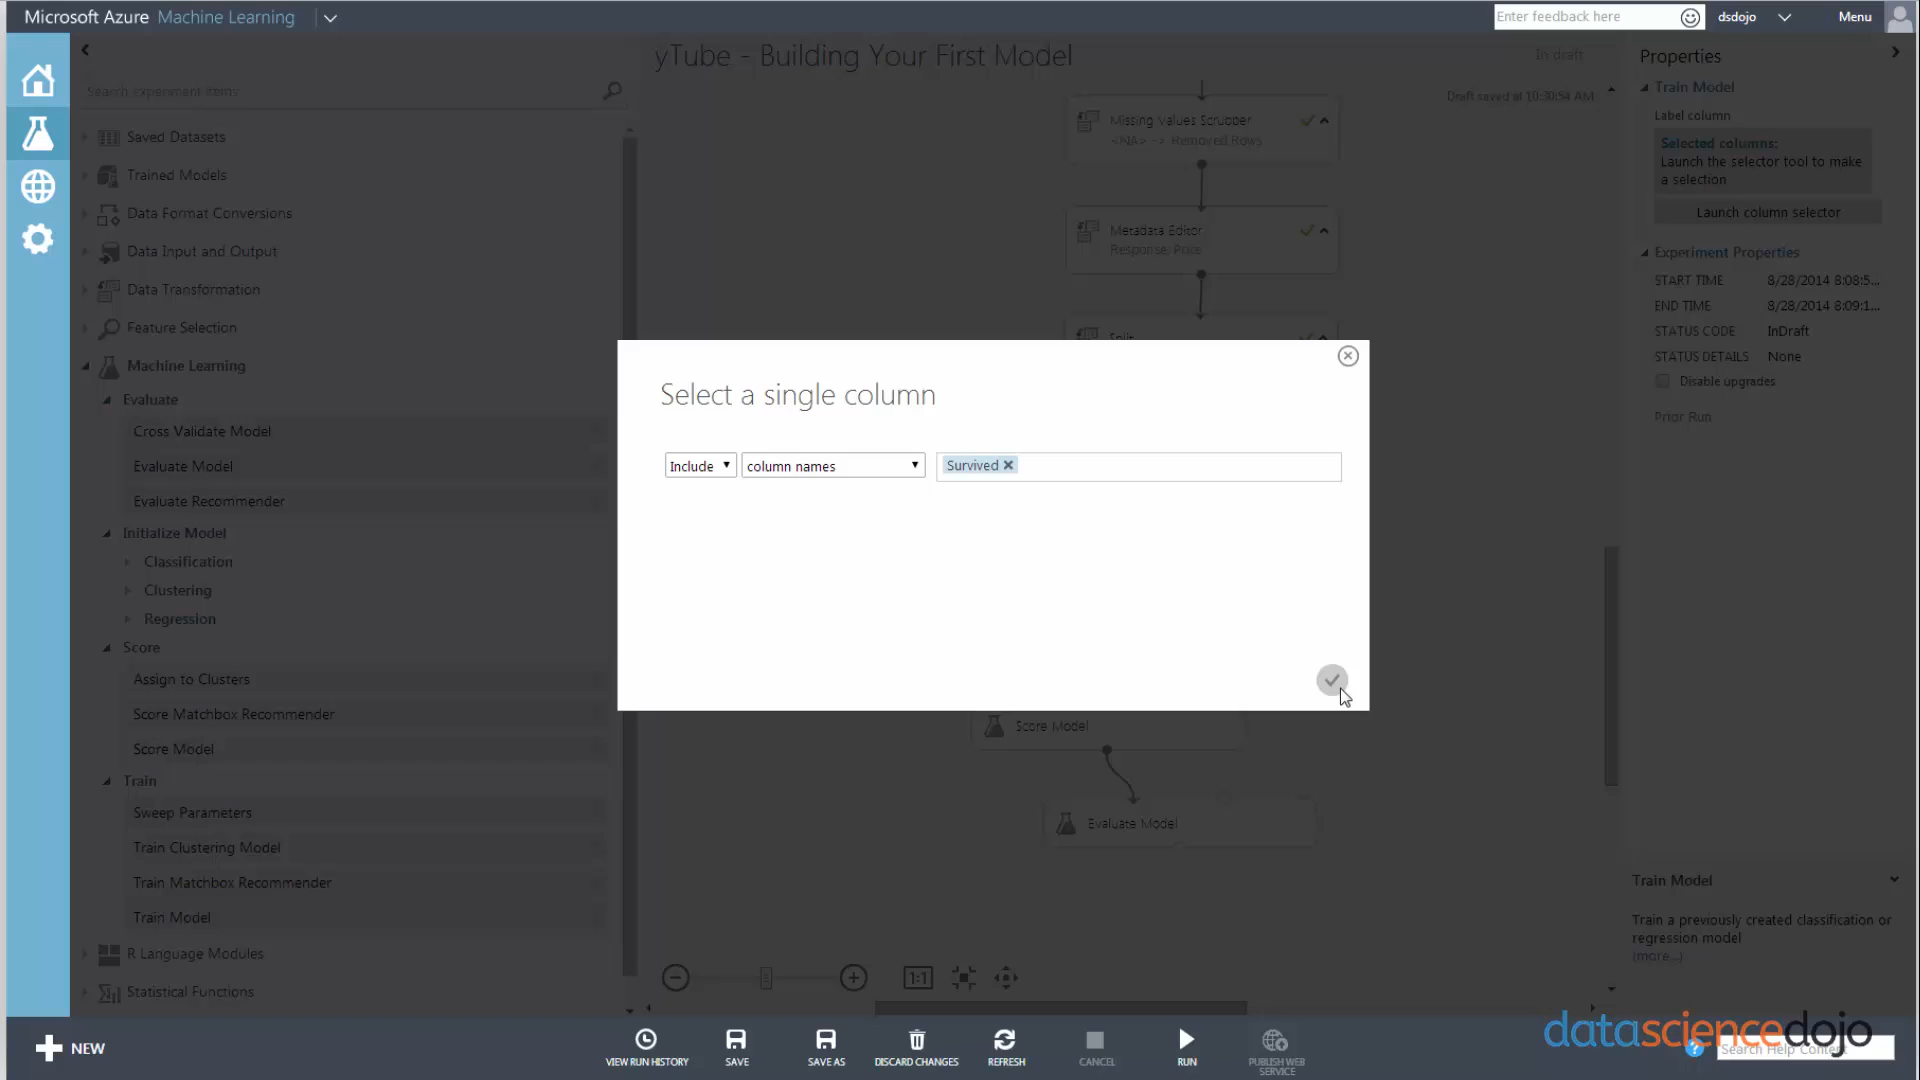 Microsoft Azure Machine Learning
Enter feedback here
dsdojo
Menu
Search experiment items
Saved Datasets
Trained Models
Data Format Conversions
Data Input and Output
Data Transformation
Feature Selection
Machine Learning
Evaluate
Cross Validate Model
Evaluate Model
Evaluate Recommender
Initialize Model
Classification
Clustering
Regression
Score
Assign to Clusters
Score Matchbox Recommender
Score Model
Train
Sweep Parameters
Train Clustering Model
Train Matchbox Recommender
Train Model
R Language Modules
Statistical Functions
yTube - Building Your First Model
In draft
Draft saved at 10:30:54 AM
Missing Values Scrubber
<NA> -> Removed Rows
Metadata Editor
Split
Select a single column
Include
column names
Survived
Score Model
Evaluate Model
1:1
Properties
Train Model
Label column
Selected columns:
Launch the selector tool to make
a selection
Launch column selector
Experiment Properties
START TIME 8/28/2014 8:08:5...
END TIME 8/28/2014 8:09:1...
STATUS CODE InDraft
STATUS DETAILS None
Disable upgrades
Prior Run
Train Model
Train a previously created classification or
regression model
(more...)
NEW
VIEW RUN HISTORY
SAVE
SAVE AS
DISCARD CHANGES
REFRESH
CANCEL
RUN
PUBLISH WEB
SERVICE
datasciencedojo
?
Search Help Content